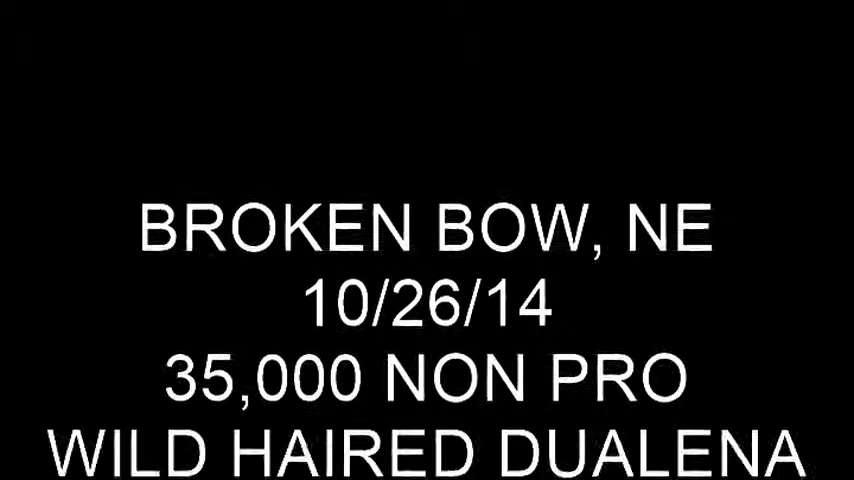 BROKEN BOW, NE
10/26/14
35,000 NON PRO
WILD HAIRED DUALENA